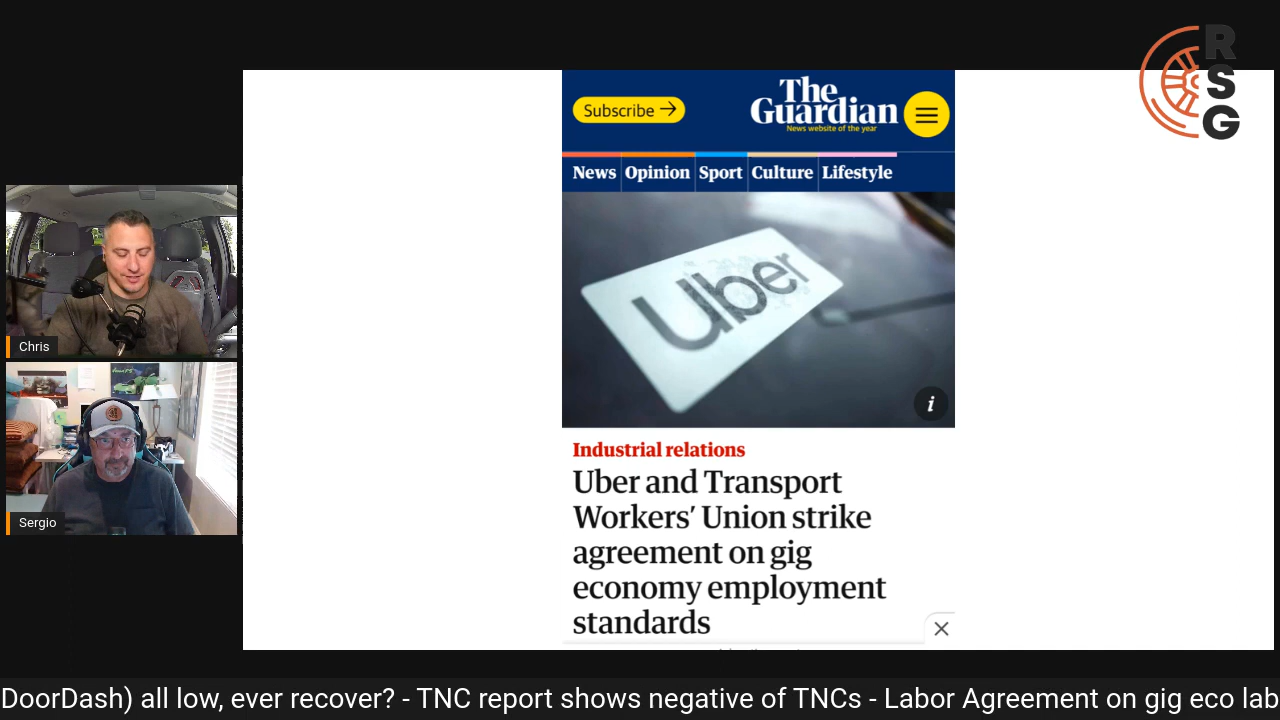 RSG
Subscribe →
The
Guardian
News website of the year
News Opinion Sport Culture Lifestyle
Uber
i
Industrial relations
Uber and Transport
Workers’ Union strike
agreement on gig
economy employment
standards
Chris
Sergio
DoorDash) all low, ever recover? - TNC report shows negative of TNCs - Labor Agreement on gig eco lab